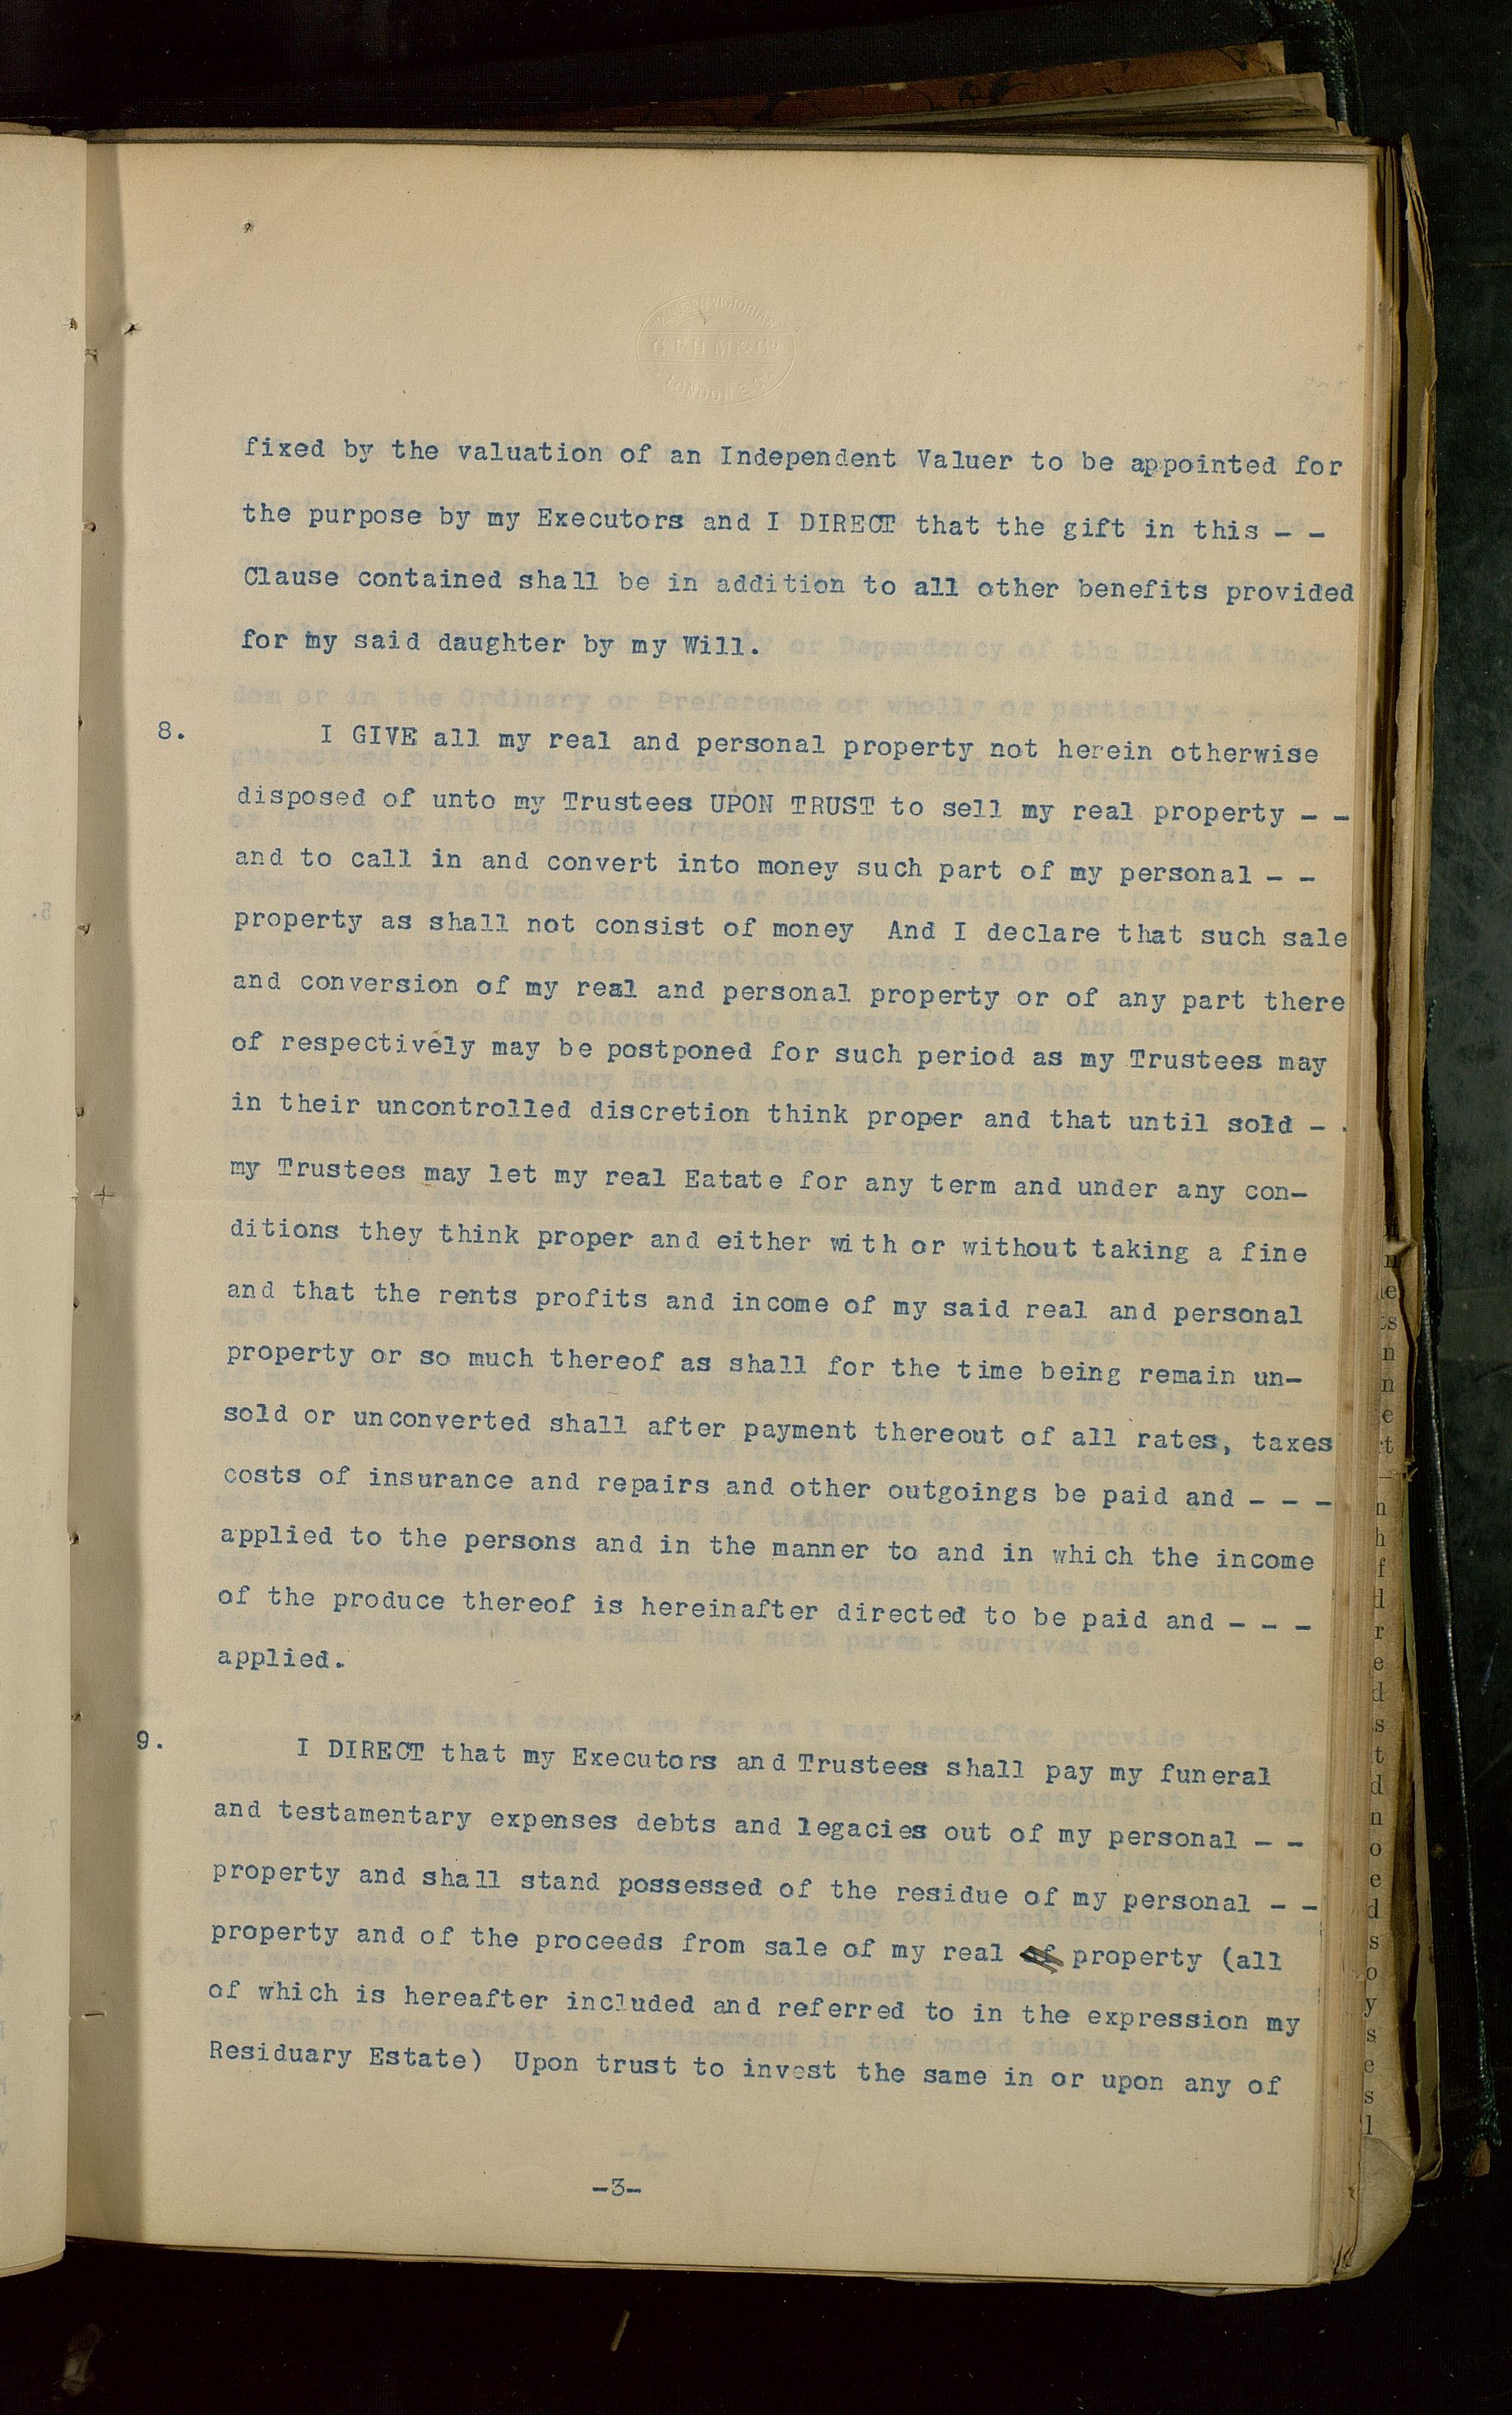 G.E.H.M & Co
LONDON E.C.
fixed by the valuation of an Independent Valuer to be appointed for
the purpose by my Executors and I DIRECT that the gift in this - -
Clause contained shall be in addition to all other benefits provided
for my said daughter by my Will.
8. I GIVE all my real and personal property not herein otherwise
disposed of unto my Trustees UPON TRUST to sell my real property - -
and to call in and convert into money such part of my personal - -
property as shall not consist of money And I declare that such sale
and conversion of my real and personal property or of any part there
of respectively may be postponed for such period as my Trustees may
in their uncontrolled discretion think proper and that until sold - -
my Trustees may let my real Eatate for any term and under any con-
ditions they think proper and either with or without taking a fine
and that the rents profits and income of my said real and personal
property or so much thereof as shall for the time being remain un-
sold or unconverted shall after payment thereout of all rates, taxes
costs of insurance and repairs and other outgoings be paid and - - -
applied to the persons and in the manner to and in which the income
of the produce thereof is hereinafter directed to be paid and - - -
applied.
9. I DIRECT that my Executors and Trustees shall pay my funeral
and testamentary expenses debts and legacies out of my personal - -
property and shall stand possessed of the residue of my personal - -
property and of the proceeds from sale of my real of property (all
of which is hereafter included and referred to in the expression my
Residuary Estate) Upon trust to invest the same in or upon any of
-3-